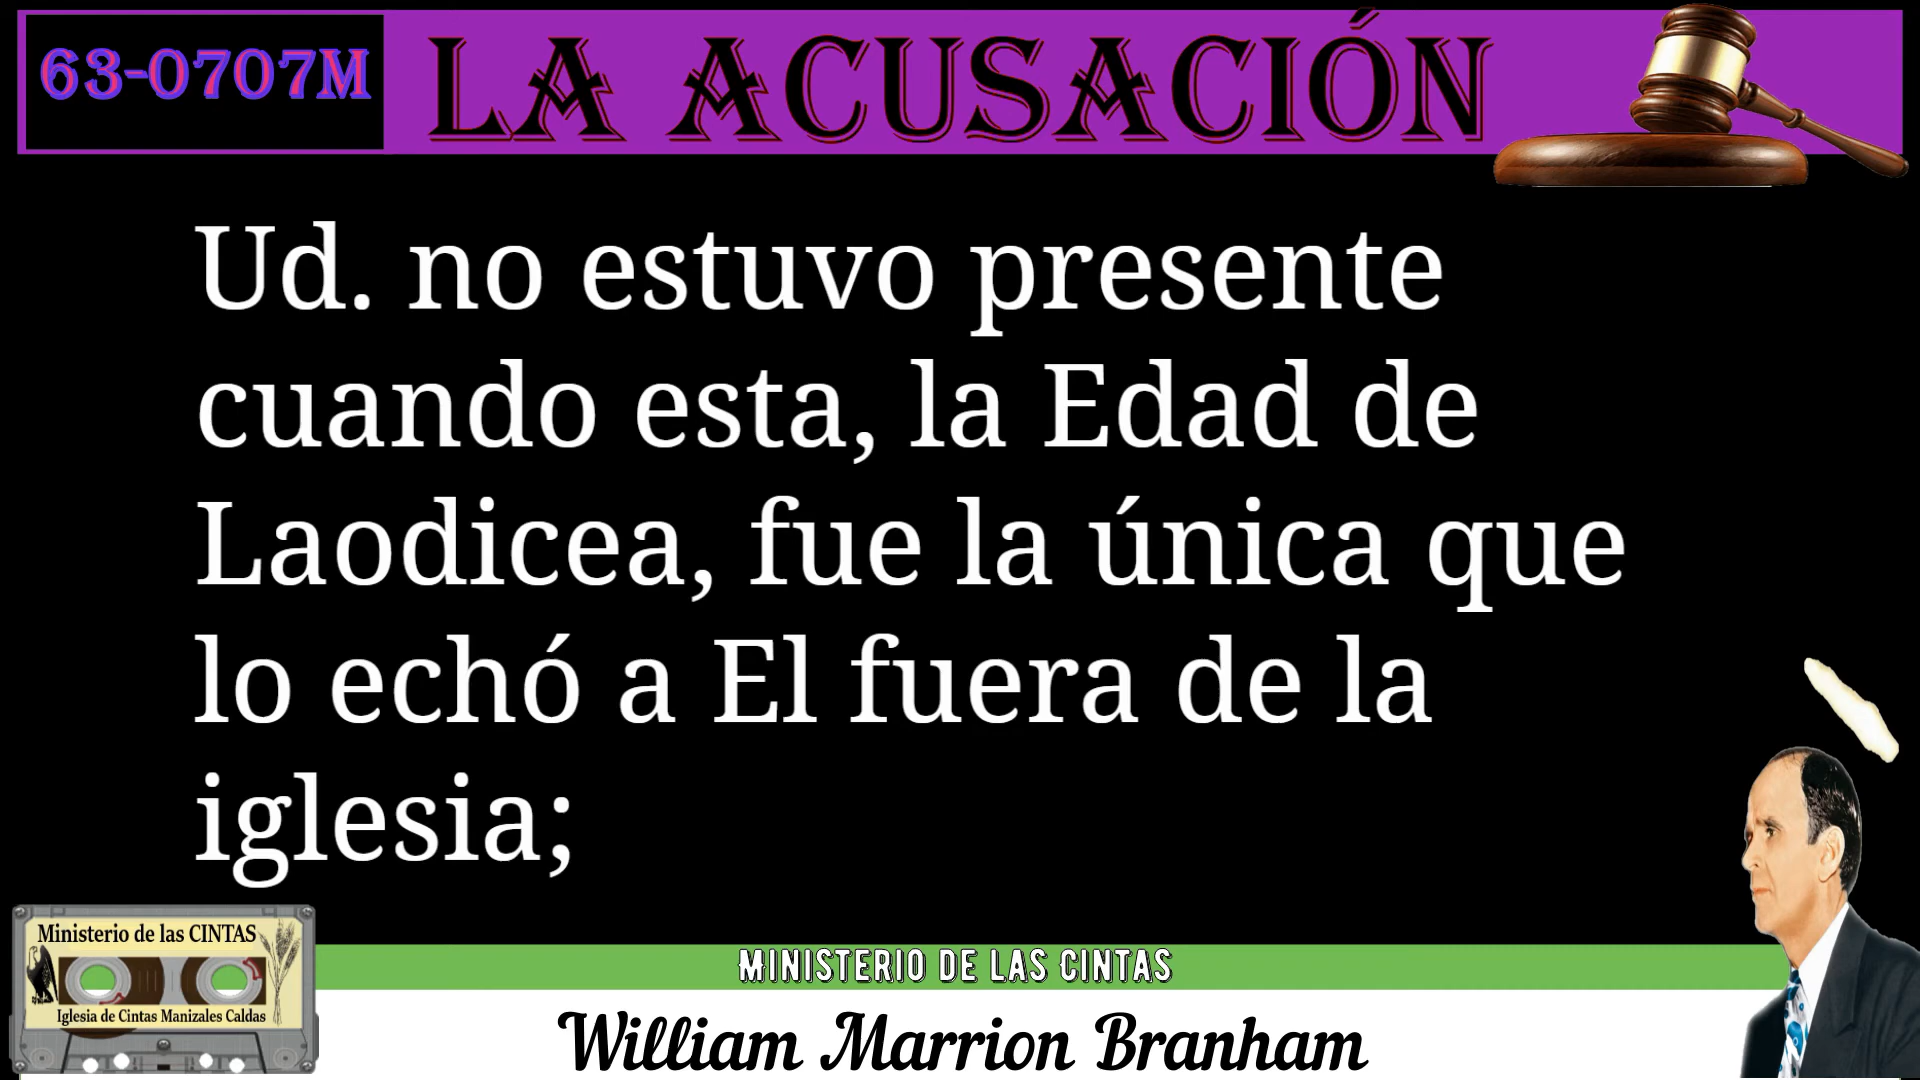 63-0707M
LA ACUSACIÓN
Ud. no estuvo presente
cuando esta, la Edad de
Laodicea, fue la única que
lo echó a El fuera de la
iglesia;
Ministerio de las CINTAS
Iglesia de Cintas Manizales Caldas
MINISTERIO DE LAS CINTAS
William Marrion Branham